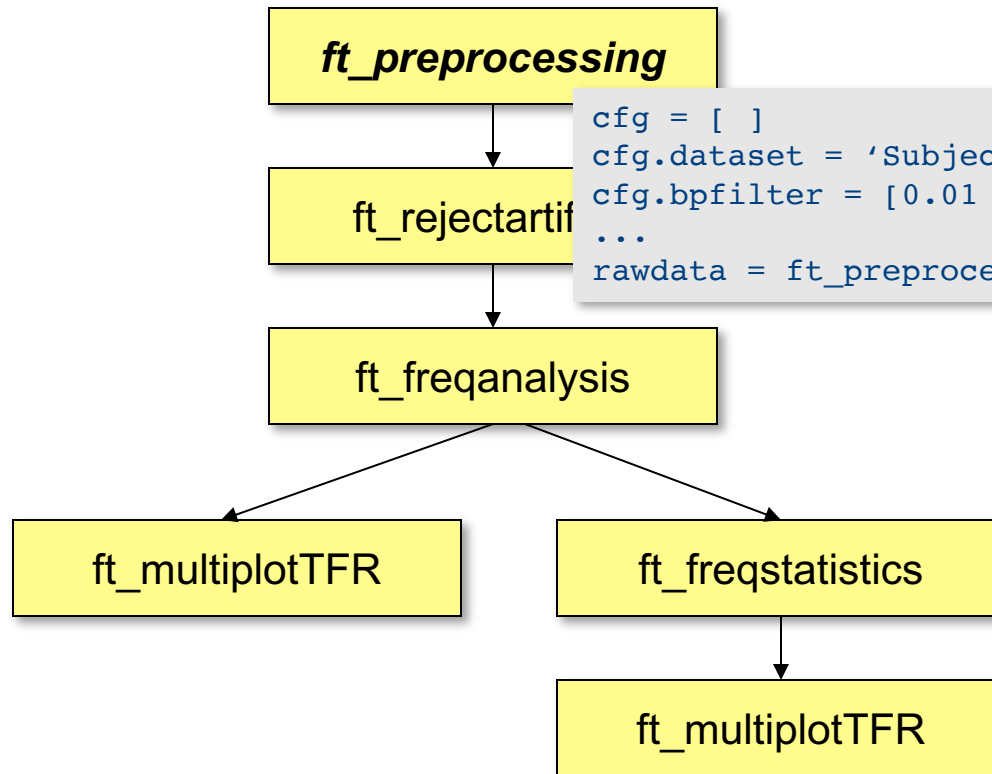 ft_preprocessing
cfg = [ ]
cfg.dataset = ‘Subjec
cfg.bpfilter = [0.01
...
rawdata = ft_preproce
ft_rejectartif
ft_freqanalysis
ft_multiplotTFR
ft_freqstatistics
ft_multiplotTFR